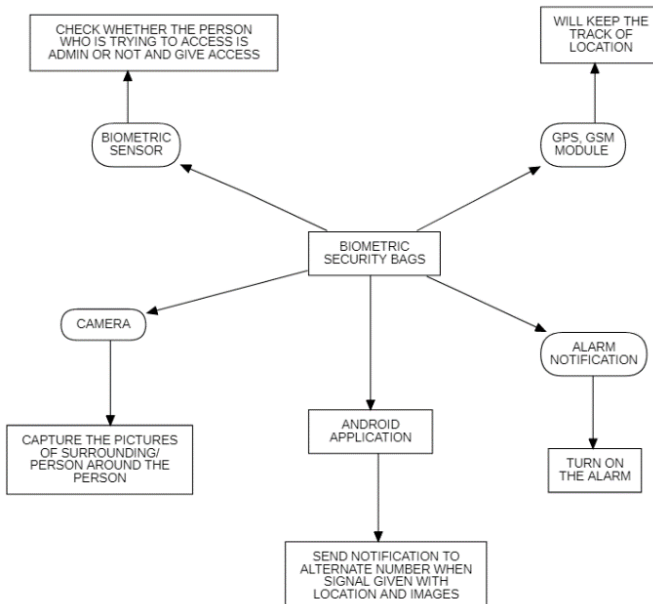 CHECK WHETHER THE PERSON
WHO IS TRYING TO ACCESS IS
ADMIN OR NOT AND GIVE ACCESS
WILL KEEP THE
TRACK OF
LOCATION
BIOMETRIC
SENSOR
GPS, GSM
MODULE
BIOMETRIC
SECURITY BAGS
CAMERA
ALARM
NOTIFICATION
CAPTURE THE PICTURES
OF SURROUNDING/
PERSON AROUND THE
PERSON
ANDROID
APPLICATION
TURN ON
THE ALARM
SEND NOTIFICATION TO
ALTERNATE NUMBER WHEN
SIGNAL GIVEN WITH
LOCATION AND IMAGES